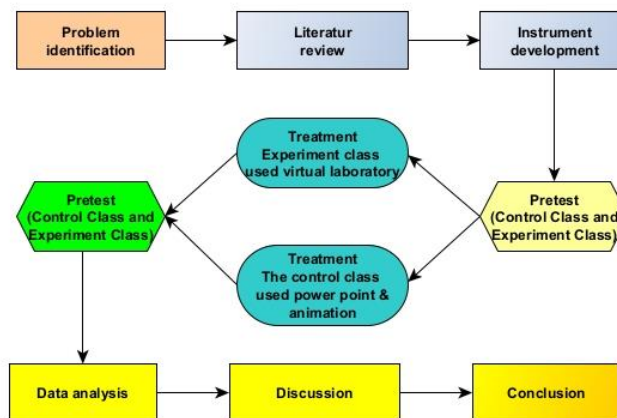 Problem
identification
Literatur
review
Instrument
development
Treatment
Experiment class
used virtual laboratory
Pretest
(Control Class and
Experiment Class)
Pretest
(Control Class and
Experiment Class)
Treatment
The control class
used power point &
animation
Data analysis
Discussion
Conclusion